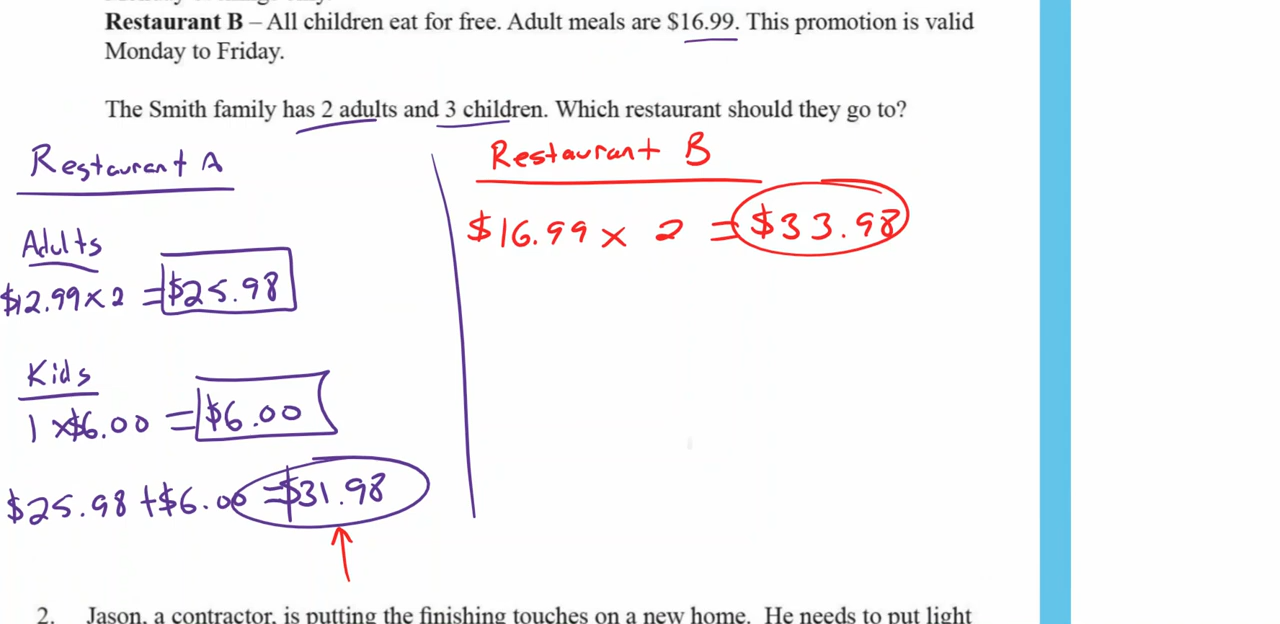 Restaurant B – All children eat for free. Adult meals are $16.99. This promotion is valid
Monday to Friday.
The Smith family has 2 adults and 3 children. Which restaurant should they go to?
Restaurant A
Adults
$12.99 x 2 = $25.98
Kids
1 x $6.00 = $6.00
$25.98 + $6.00 = $31.98
Restaurant B
$16.99 x 2 = $33.98
2. Jason, a contractor, is putting the finishing touches on a new home. He needs to put light